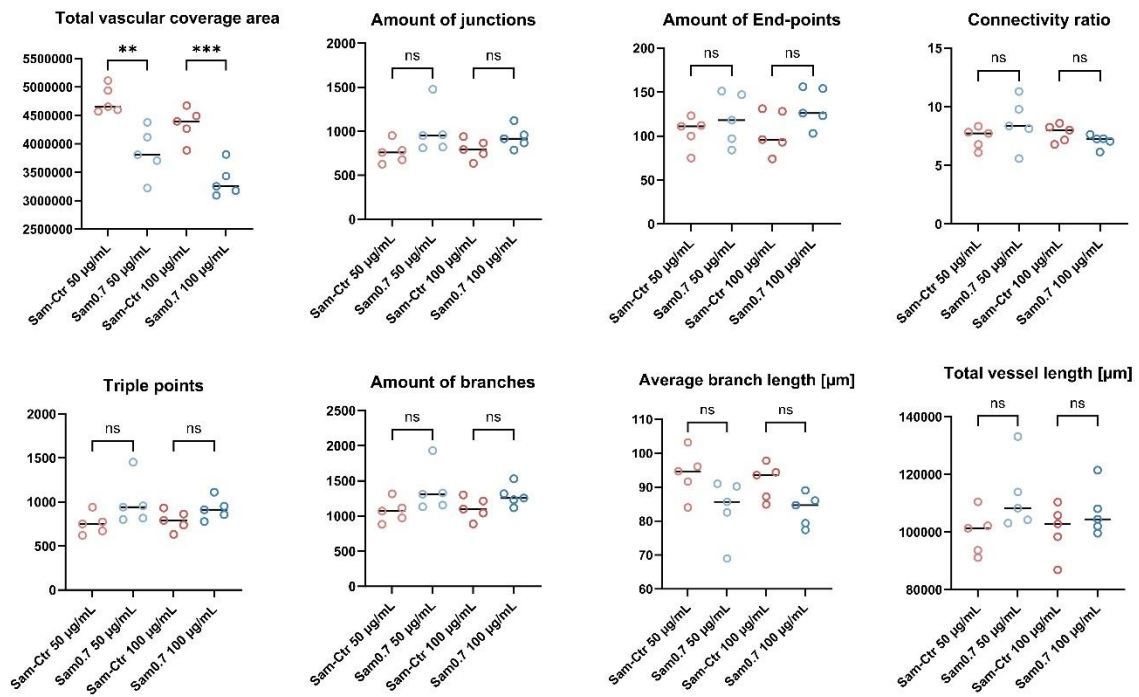 Total vascular coverage area
5500000
5000000
4500000
4000000
3500000
3000000
2500000
**
***
Sam-Ctr 50 µg/mL
Sam0.7 50 µg/mL
Sam-Ctr 100 µg/mL
Sam0.7 100 µg/mL
Amount of junctions
2000
1500
1000
500
0
ns
ns
Sam-Ctr 50 µg/mL
Sam0.7 50 µg/mL
Sam-Ctr 100 µg/mL
Sam0.7 100 µg/mL
Amount of End-points
200
150
100
50
0
ns
ns
Sam-Ctr 50 µg/mL
Sam0.7 50 µg/mL
Sam-Ctr 100 µg/mL
Sam0.7 100 µg/mL
Connectivity ratio
15
10
5
0
ns
ns
Sam-Ctr 50 µg/mL
Sam0.7 50 µg/mL
Sam-Ctr 100 µg/mL
Sam0.7 100 µg/mL
Triple points
2000
1500
1000
500
0
ns
ns
Sam-Ctr 50 µg/mL
Sam0.7 50 µg/mL
Sam-Ctr 100 µg/mL
Sam0.7 100 µg/mL
Amount of branches
2500
2000
1500
1000
500
0
ns
ns
Sam-Ctr 50 µg/mL
Sam0.7 50 µg/mL
Sam-Ctr 100 µg/mL
Sam0.7 100 µg/mL
Average branch length [µm]
110
100
90
80
70
60
ns
ns
Sam-Ctr 50 µg/mL
Sam0.7 50 µg/mL
Sam-Ctr 100 µg/mL
Sam0.7 100 µg/mL
Total vessel length [µm]
140000
120000
100000
80000
ns
ns
Sam-Ctr 50 µg/mL
Sam0.7 50 µg/mL
Sam-Ctr 100 µg/mL
Sam0.7 100 µg/mL